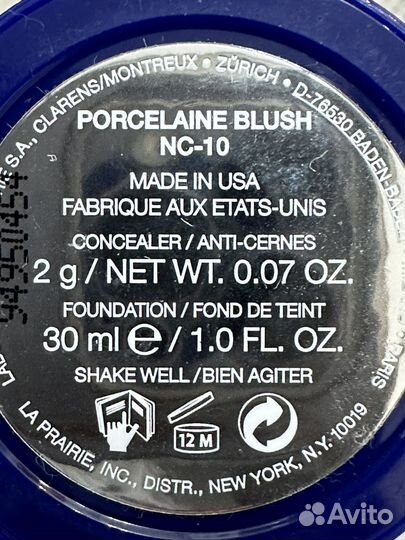 S.A., CLARENS/MONTREUX • ZÜRICH • D-76530 BADEN-BADEN
PORCELAINE BLUSH
NC-10
MADE IN USA
FABRIQUE AUX ETATS-UNIS
CONCEALER / ANTI-CERNES
2 g / NET WT. 0.07 OZ.
FOUNDATION / FOND DE TEINT
30 ml e / 1.0 FL. OZ.
SHAKE WELL / BIEN AGITER
12 M
LA PRAIRIE, INC., DISTR., NEW YORK, N.Y. 10019
PARIS
Avito